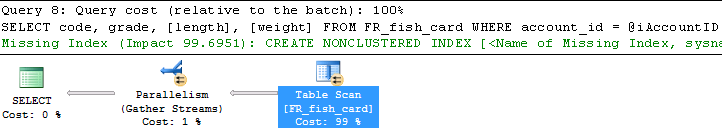 Query 8: Query cost (relative to the batch): 100%
SELECT code, grade, [length], [weight] FROM FR_fish_card WHERE account_id = @iAccountID
Missing Index (Impact 99.6951): CREATE NONCLUSTERED INDEX [<Name of Missing Index, sysna
SELECT
Cost: 0 %
Parallelism
(Gather Streams)
Cost: 1 %
Table Scan
[FR_fish_card]
Cost: 99 %